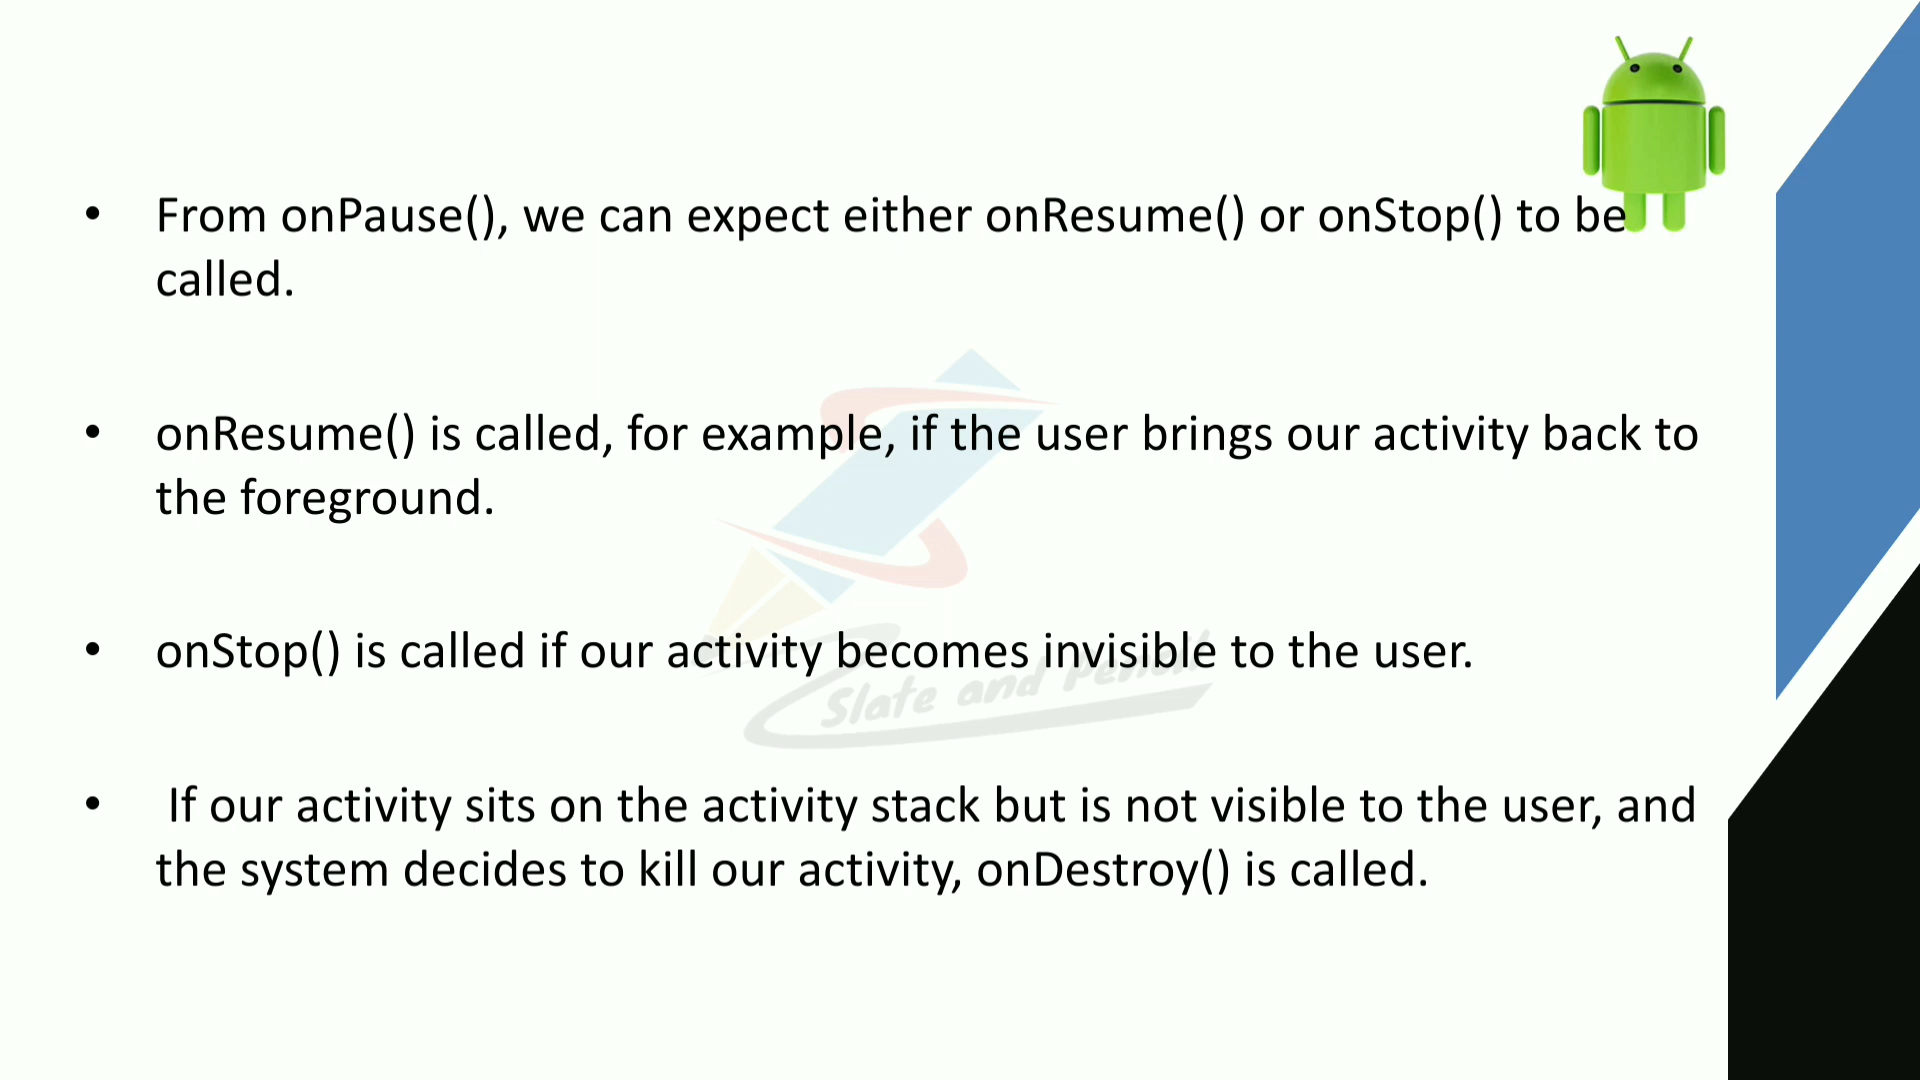 • From onPause(), we can expect either onResume() or onStop() to be
called.
• onResume() is called, for example, if the user brings our activity back to
the foreground.
• onStop() is called if our activity becomes invisible to the user.
Slate and Pencil
• If our activity sits on the activity stack but is not visible to the user, and
the system decides to kill our activity, onDestroy() is called.